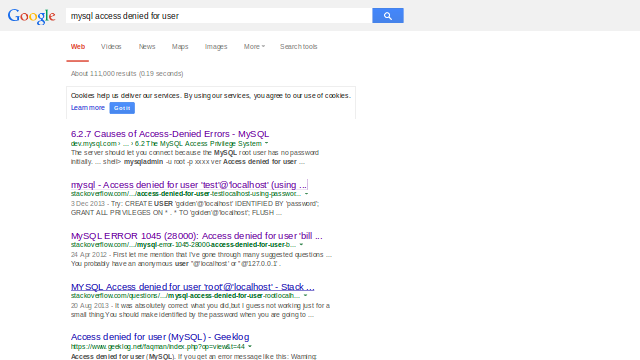 Google
mysql access denied for user
Web Videos News Maps Images More Search tools
About 111,000 results (0.19 seconds)
Cookies help us deliver our services. By using our services, you agree to our use of cookies.
Learn more Got it
6.2.7 Causes of Access-Denied Errors - MySQL
dev.mysql.com › ... › 6.2 The MySQL Access Privilege System
The server should let you connect because the MySQL root user has no password
initially. ... shell> mysqladmin -u root -p xxxx ver Access denied for user ...
mysql - Access denied for user 'test'@'localhost' (using ...
stackoverflow.com/.../access-denied-for-user-testlocalhost-using-passwor...
3 Dec 2013 - Try: CREATE USER 'golden'@'localhost' IDENTIFIED BY 'password';
GRANT ALL PRIVILEGES ON * . * TO 'golden'@'localhost'; FLUSH ...
MySQL ERROR 1045 (28000): Access denied for user 'bill ...
stackoverflow.com/.../mysql-error-1045-28000-access-denied-for-user-b...
24 Apr 2012 - First let me mention that I've gone through many suggested questions ...
You probably have an anonymous user ''@'localhost' or ''@'127.0.0.1'.
MYSQL Access denied for user 'root'@'localhost' - Stack ...
stackoverflow.com/questions/.../mysql-access-denied-for-user-rootlocalh...
20 Aug 2013 - It was absolutely correct what you did,but I guess not working just for a
small thing.You should make identified by the password when you are going to ...
Access denied for user (MySQL) - Geeklog
https://www.geeklog.net/faqman/index.php?op=view&t=44
Access denied for user (MySQL). If you get an error message like this: Warning: